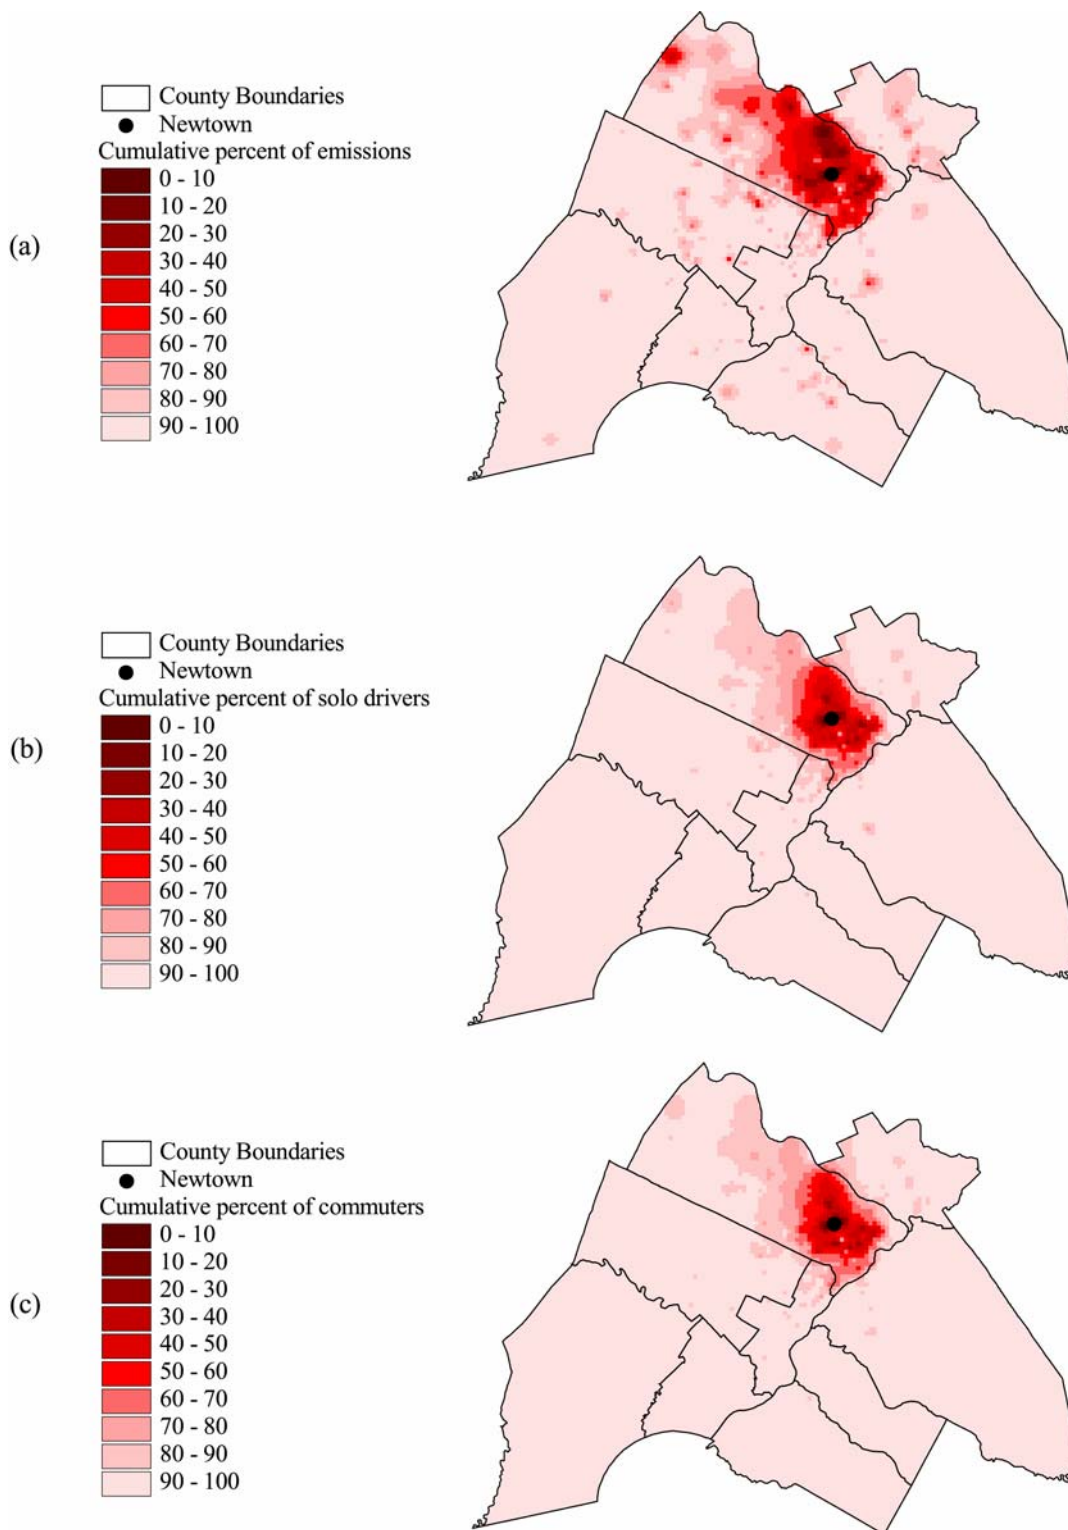 County Boundaries
Newtown
Cumulative percent of emissions
0 - 10
10 - 20
20 - 30
(a)
30 - 40
40 - 50
50 - 60
60 - 70
70 - 80
80 - 90
90 - 100
County Boundaries
Newtown
Cumulative percent of solo drivers
0 - 10
(b)
10 - 20
20 - 30
30 - 40
40 - 50
50 - 60
60 - 70
70 - 80
80 - 90
90 - 100
County Boundaries
Newtown
Cumulative percent of commuters
0 - 10
10 - 20
20 - 30
(c)
30 - 40
40 - 50
50 - 60
60 - 70
70 - 80
80 - 90
90 - 100